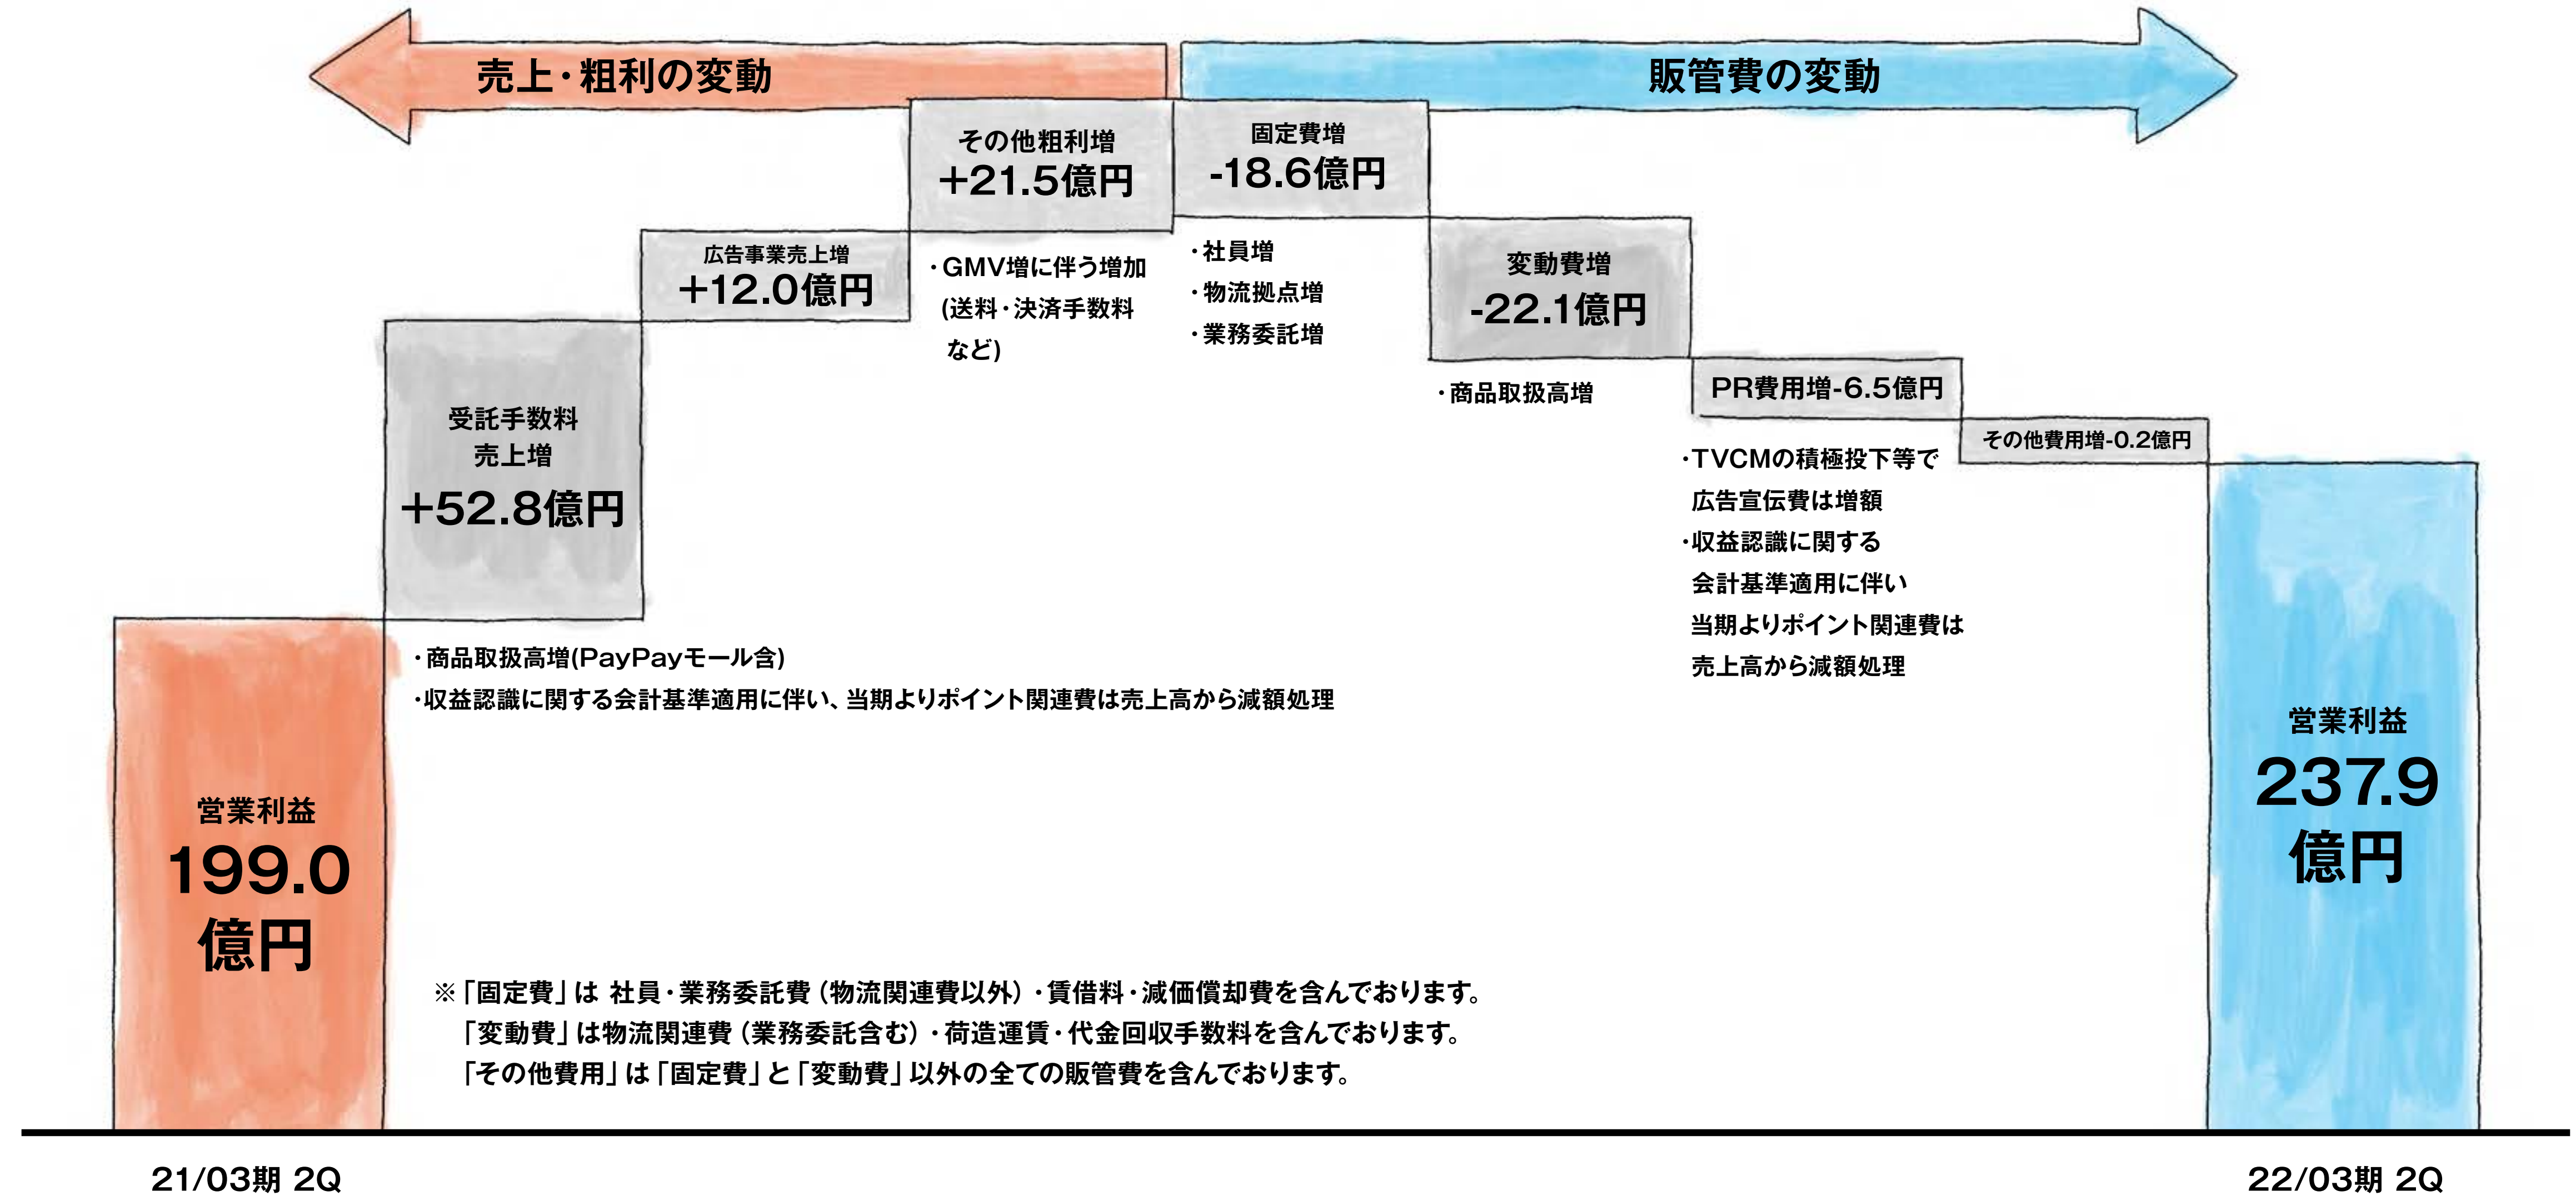 売上・粗利の変動
販管費の変動
その他粗利増
+21.5億円
・GMV増に伴う増加
(送料・決済手数料
など)
固定費増
-18.6億円
・社員増
・物流拠点増
・業務委託増
広告事業売上増
+12.0億円
変動費増
-22.1億円
・商品取扱高増
受託手数料
売上増
+52.8億円
・商品取扱高増(PayPayモール含)
・収益認識に関する会計基準適用に伴い、当期よりポイント関連費は売上高から減額処理
PR費用増-6.5億円
・TVCMの積極投下等で
広告宣伝費は増額
・収益認識に関する
会計基準適用に伴い
当期よりポイント関連費は
売上高から減額処理
その他費用増-0.2億円
営業利益
199.0
億円
営業利益
237.9
億円
※「固定費」は 社員・業務委託費（物流関連費以外）・賃借料・減価償却費を含んでおります。
「変動費」は物流関連費（業務委託含む）・荷造運賃・代金回収手数料を含んでおります。
「その他費用」は「固定費」と「変動費」以外の全ての販管費を含んでおります。
21/03期 2Q
22/03期 2Q